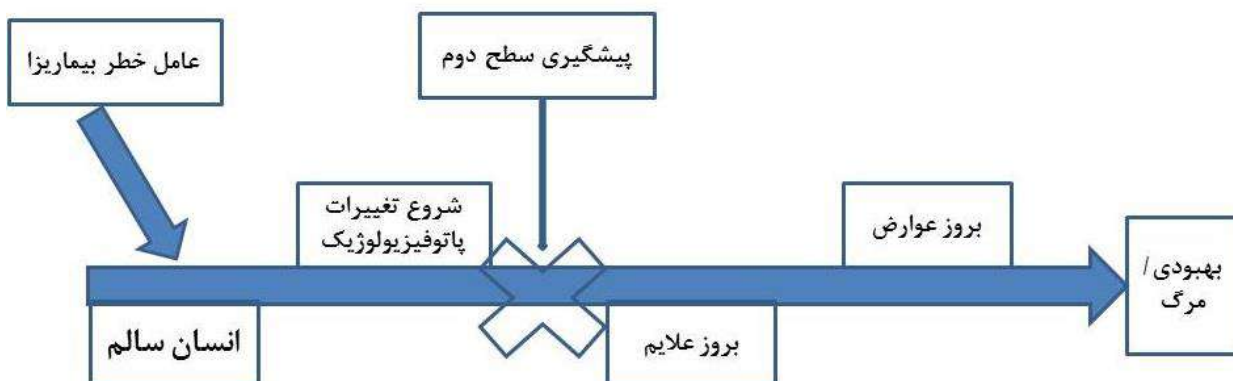 پیشگیری سطح دوم
عامل خطر بیماریزا
شروع تغییرات
پاتوفیزیولوژیک
بروز عوارض
بهبودی/
مرگ
انسان سالم
بروز علایم